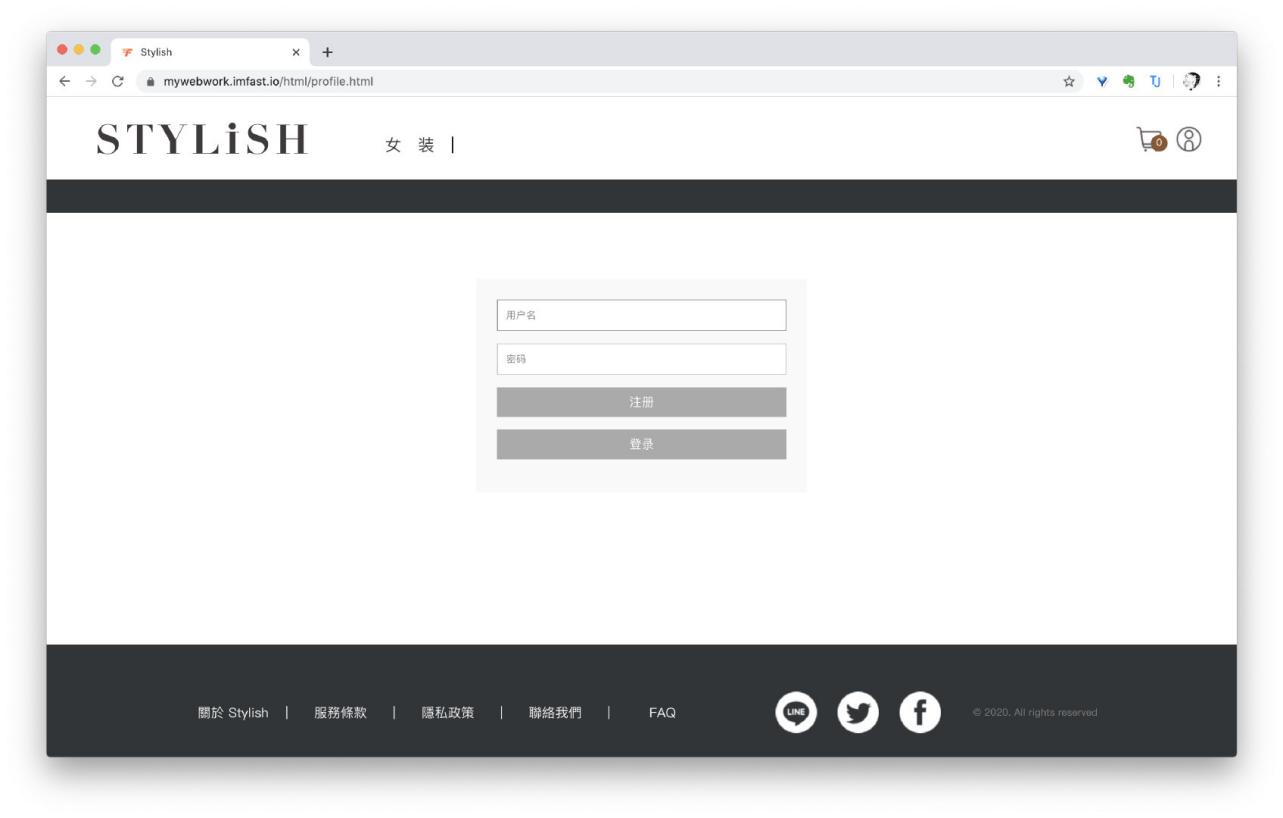 Stylish
mywebwork.imfast.io/html/profile.html
STYLiSH
女 装 |
0
用户名
密码
注册
登录
關於 Stylish | 服務條款 | 隱私政策 | 聯絡我們 | FAQ
LINE
© 2020. All rights reserved